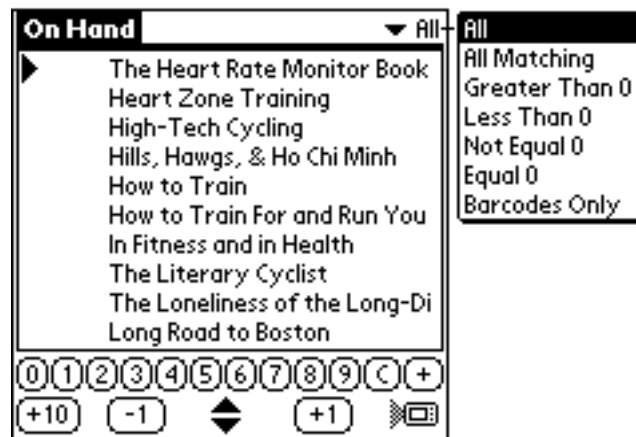 On Hand All
The Heart Rate Monitor Book
Heart Zone Training
High-Tech Cycling
Hills, Hawgs, & Ho Chi Minh
How to Train
How to Train For and Run You
In Fitness and in Health
The Literary Cyclist
The Loneliness of the Long-Di
Long Road to Boston
0 1 2 3 4 5 6 7 8 9 C +
+10 -1 +1
All
All Matching
Greater Than 0
Less Than 0
Not Equal 0
Equal 0
Barcodes Only